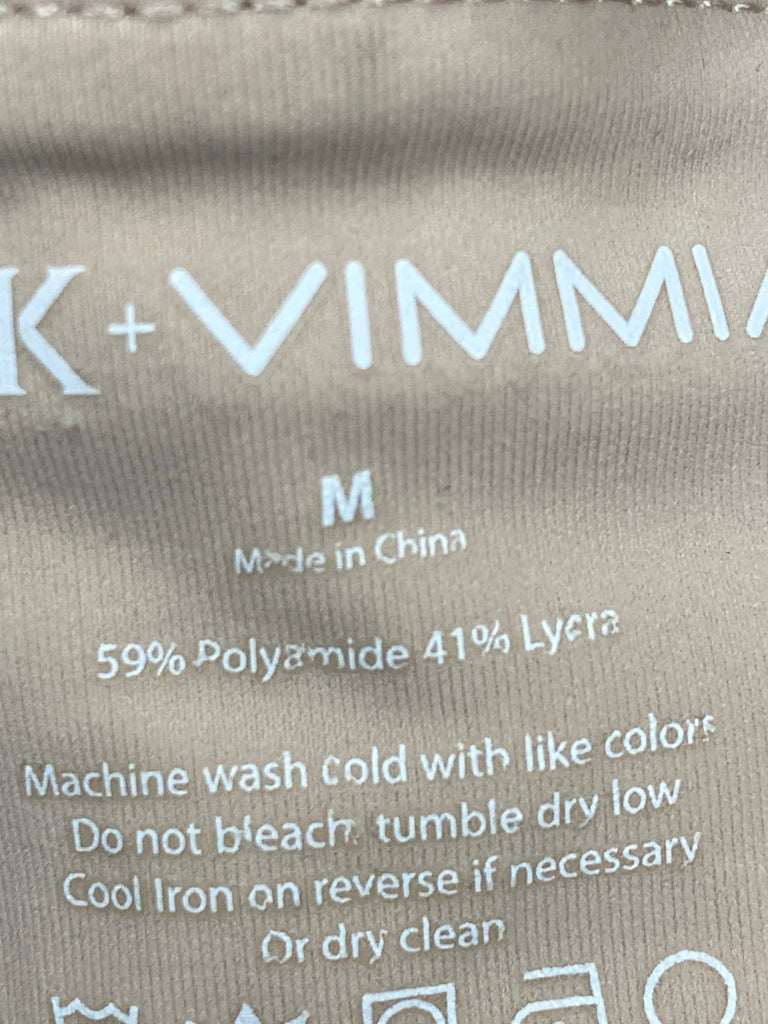 K + VIMMIA
M
Made in China
59% Polyamide 41% Lycra
Machine wash cold with like colors
Do not bleach tumble dry low
Cool Iron on reverse if necessary
Or dry clean